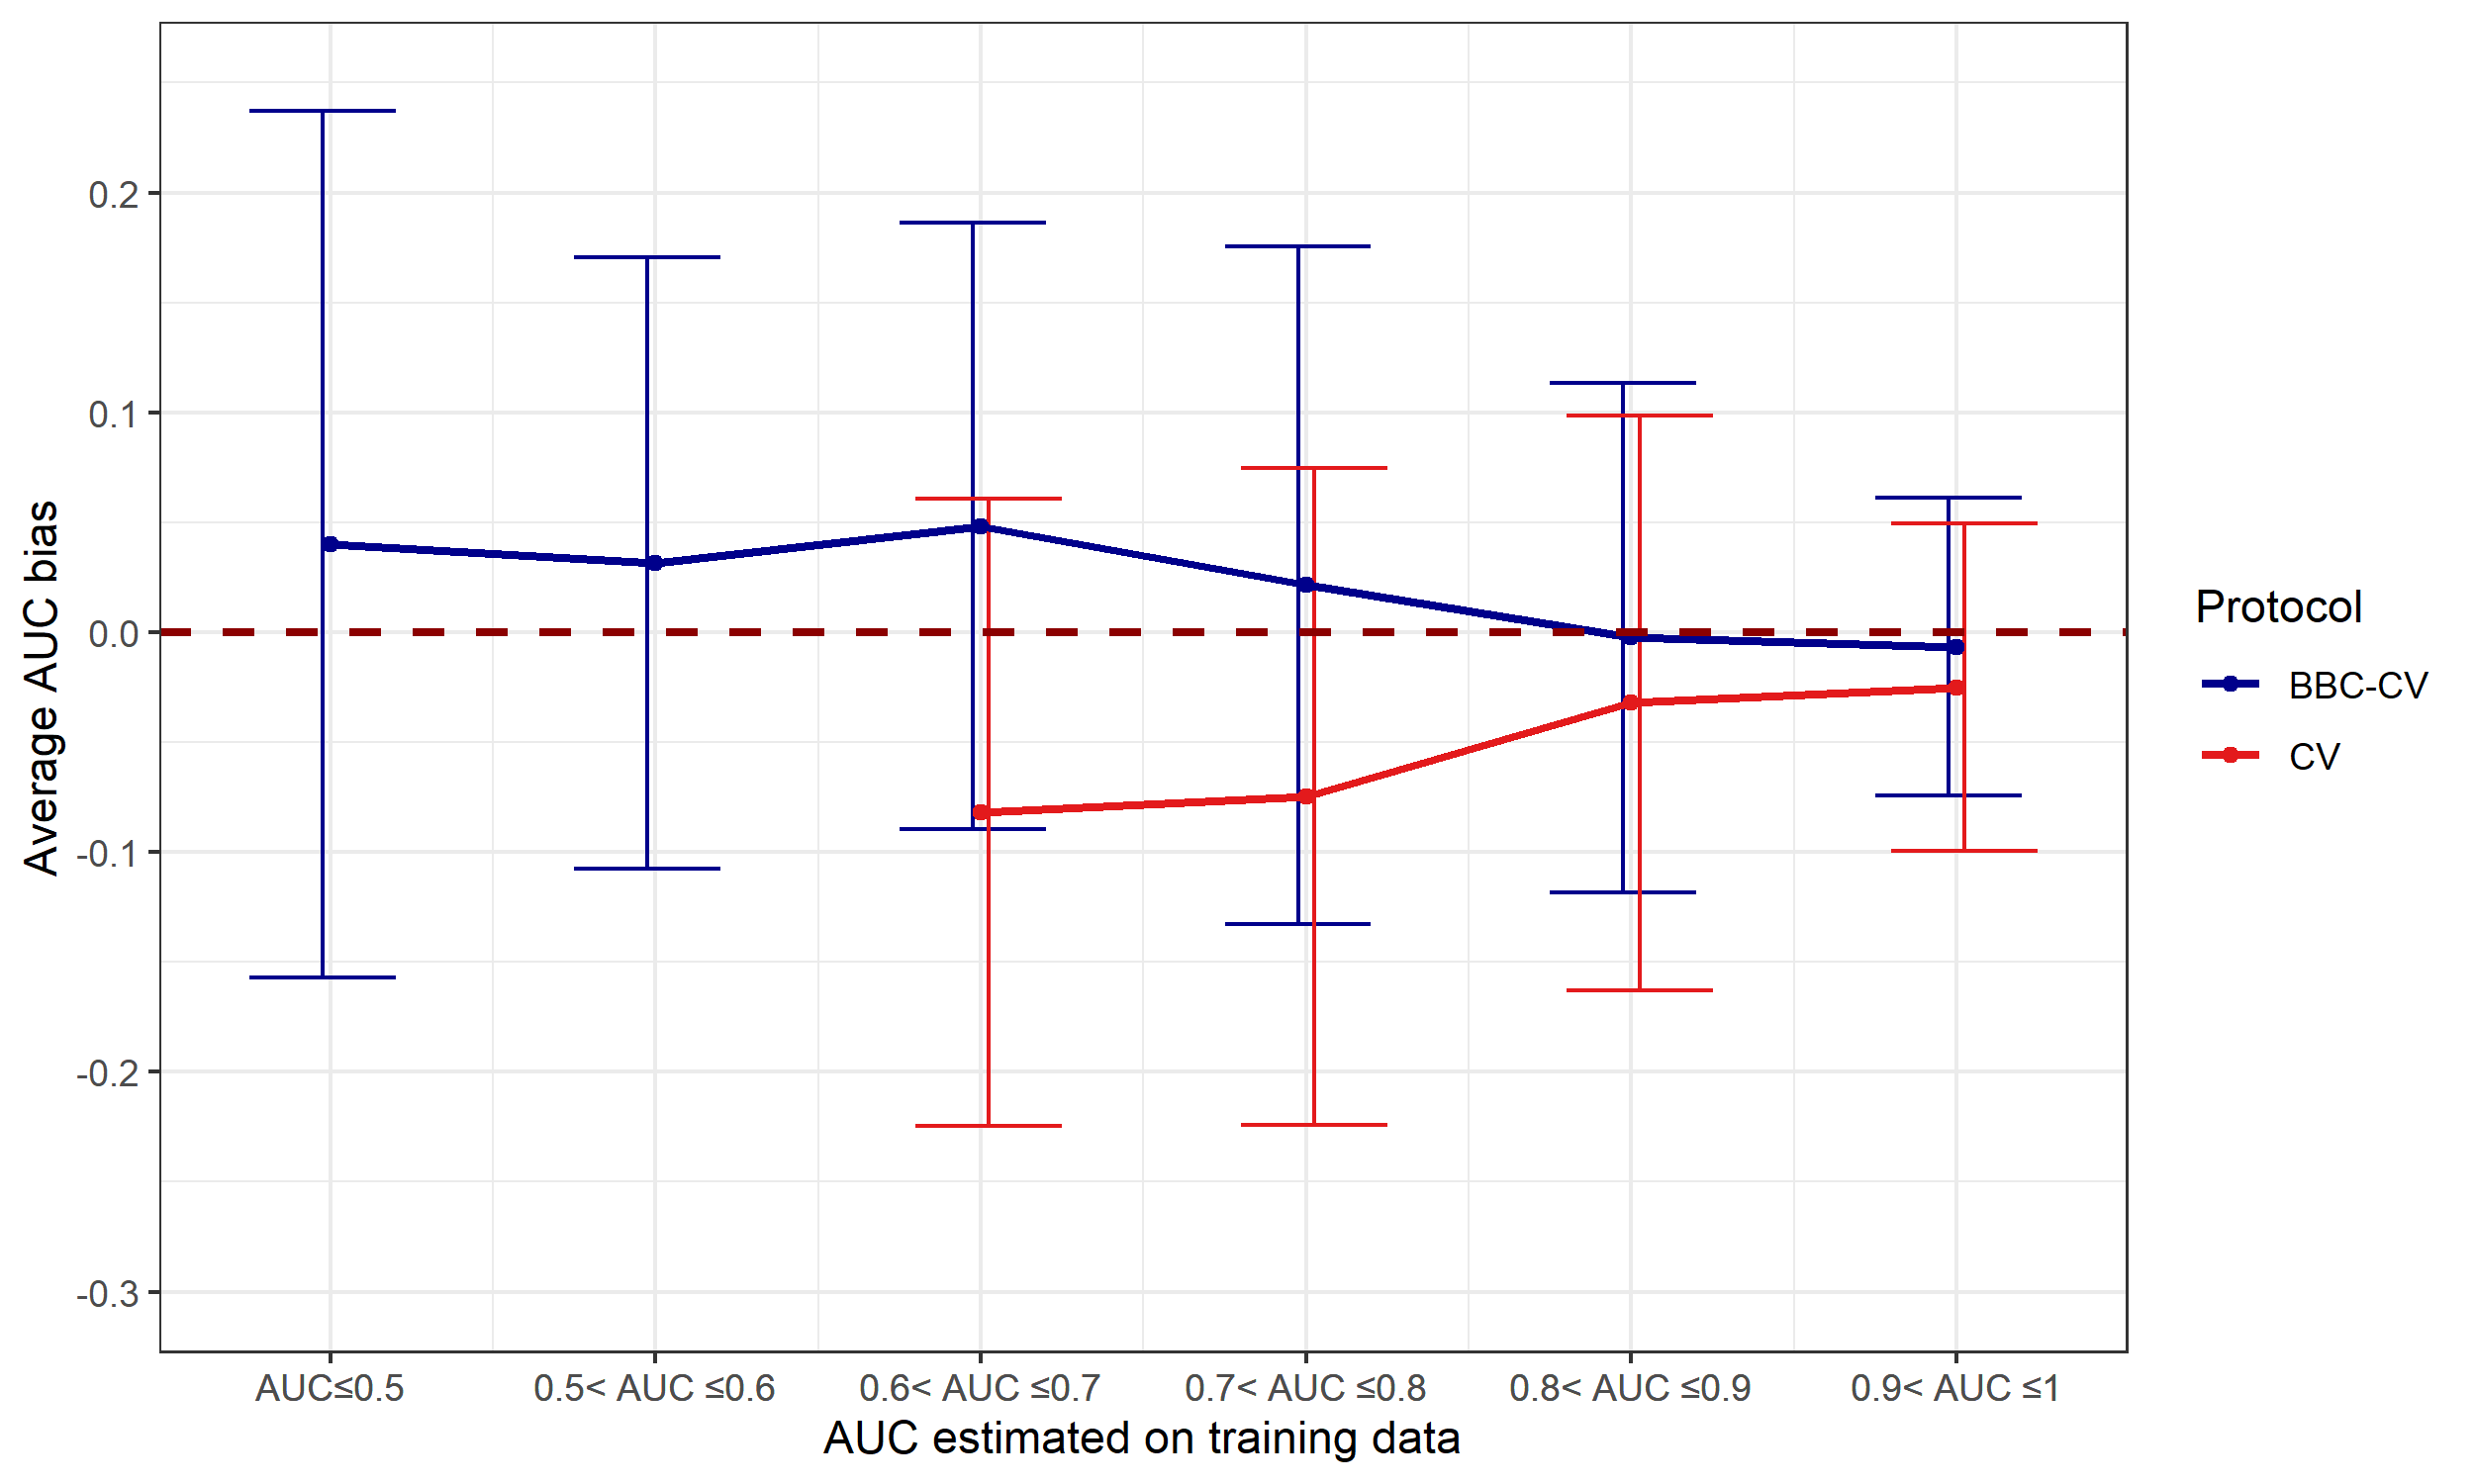 Average AUC bias
0.2
0.1
0.0
-0.1
-0.2
-0.3
AUC≤0.5
0.5< AUC ≤0.6
0.6< AUC ≤0.7
0.7< AUC ≤0.8
0.8< AUC ≤0.9
0.9< AUC ≤1
AUC estimated on training data
Protocol
BBC-CV
CV